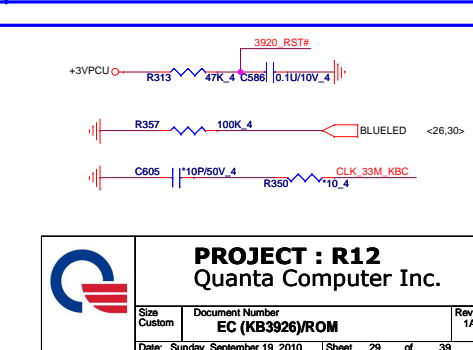 3920_RST#
+3VPCU
R313 47K_4 C586 0.1U/10V_4
R357 100K_4
BLUELED <26,30>
C605 *10P/50V_4 CLK_33M_KBC
R350 *10_4
PROJECT : R12
Quanta Computer Inc.
Size Document Number Rev
Custom EC (KB3926)/ROM 1A
Date: Sunday, September 19, 2010 Sheet 29 of 39